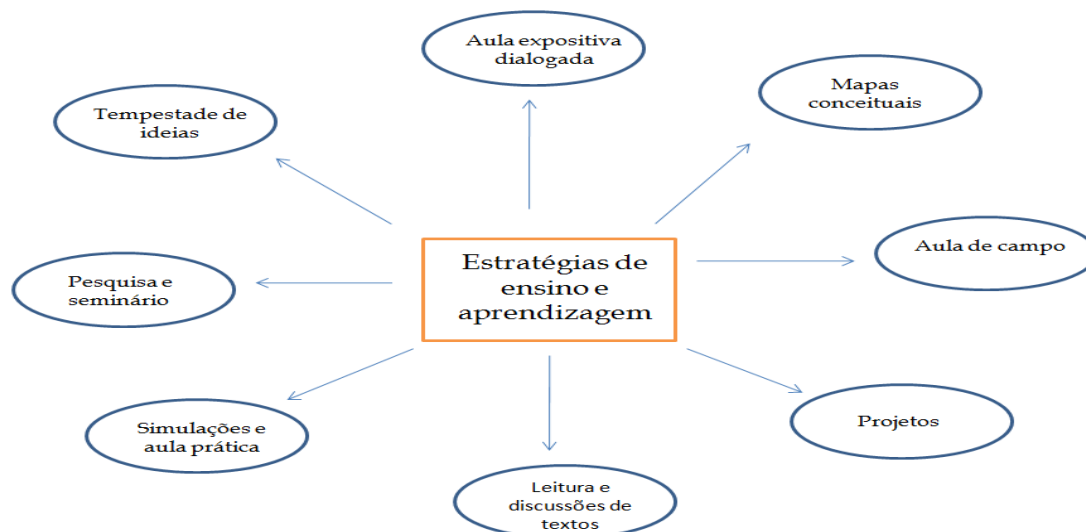 Aula expositiva
dialogada
Mapas
conceituais
Tempestade de
ideias
Aula de campo
Estratégias de
ensino e
aprendizagem
Pesquisa e
seminário
Projetos
Simulações e
aula prática
Leitura e
discussões de
textos